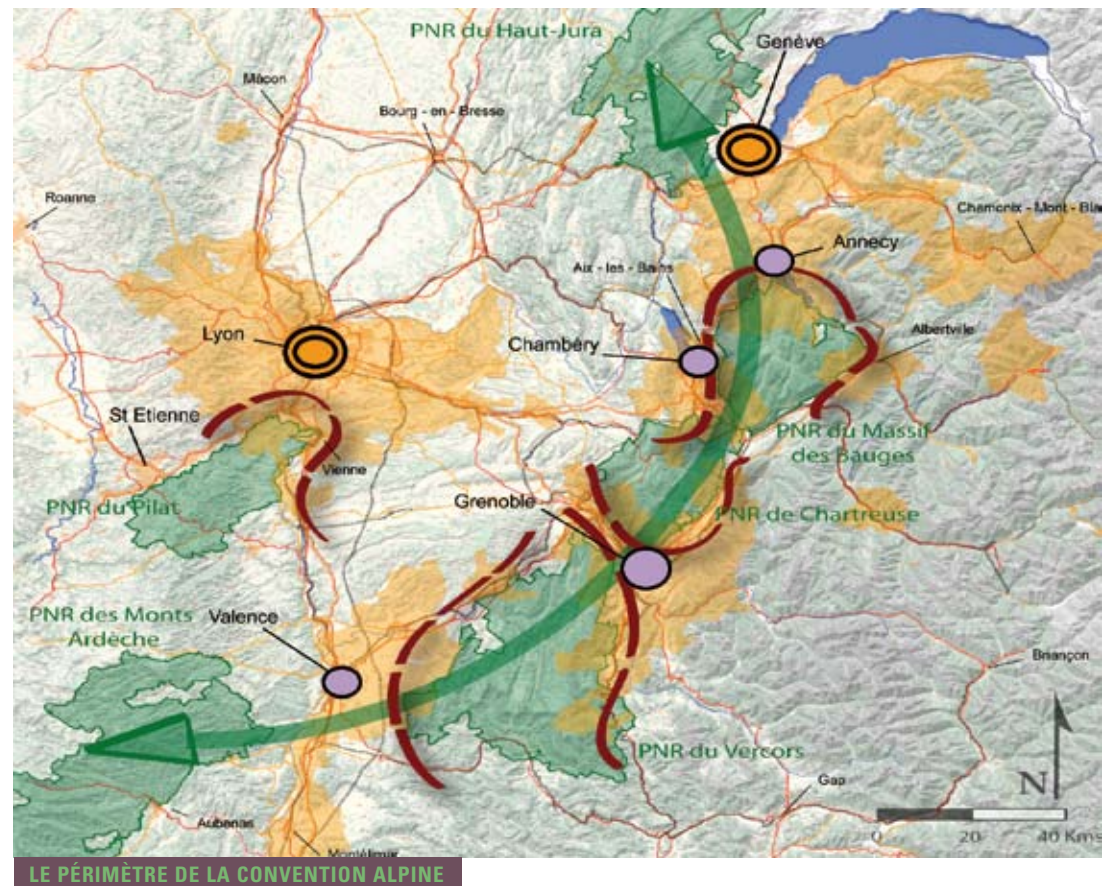 PNR du Haut-Jura
Genève
Mâcon
Bourg - en - Bresse
Roanne
Chamonix - Mont - Bla
Annecy
Aix - les - Bains
Lyon
Chambéry
Albertville
St Etienne
PNR du Massif
des Bauges
Vienne
Grenoble
PNR du Pilat
PNR de Chartreuse
PNR des Monts
Ardèche
Valence
Briançon
PNR du Vercors
Gap
N
Aubenas
0 20 40 Kms
Montélimar
LE PÉRIMÈTRE DE LA CONVENTION ALPINE